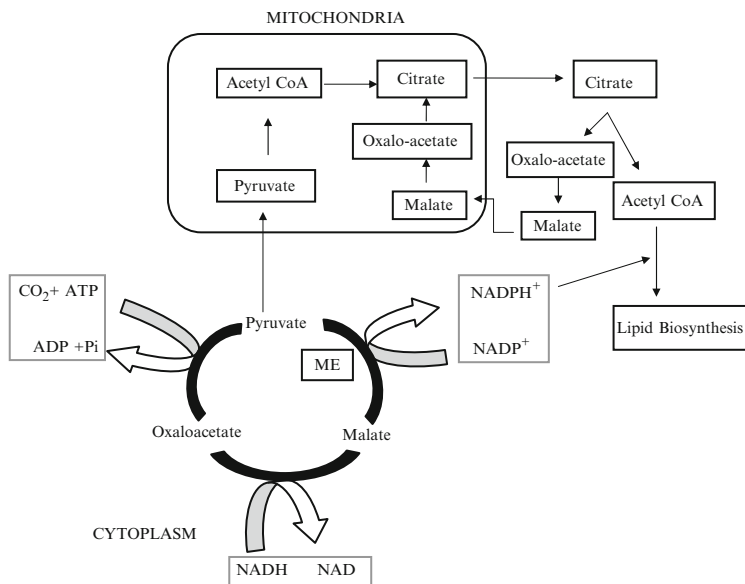 MITOCHONDRIA
Acetyl CoA
Citrate
Citrate
Oxalo-acetate
Oxalo-acetate
Pyruvate
Malate
Malate
Acetyl CoA
CO₂+ ATP
ADP +Pi
Pyruvate
NADPH⁺
NADP⁺
Lipid Biosynthesis
ME
Oxaloacetate
Malate
CYTOPLASM
NADH NAD